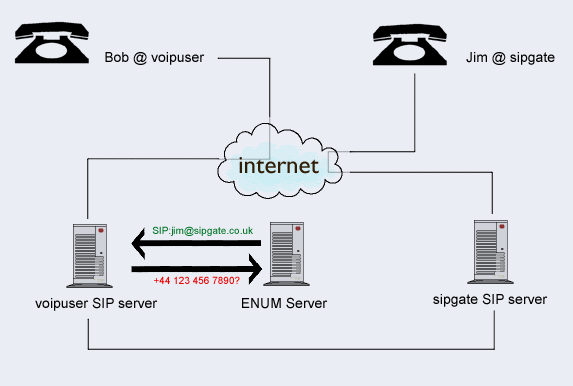 Bob @ voipuser
Jim @ sipgate
internet
SIP:jim@sipgate.co.uk
+44 123 456 7890?
voipuser SIP server
ENUM Server
sipgate SIP server